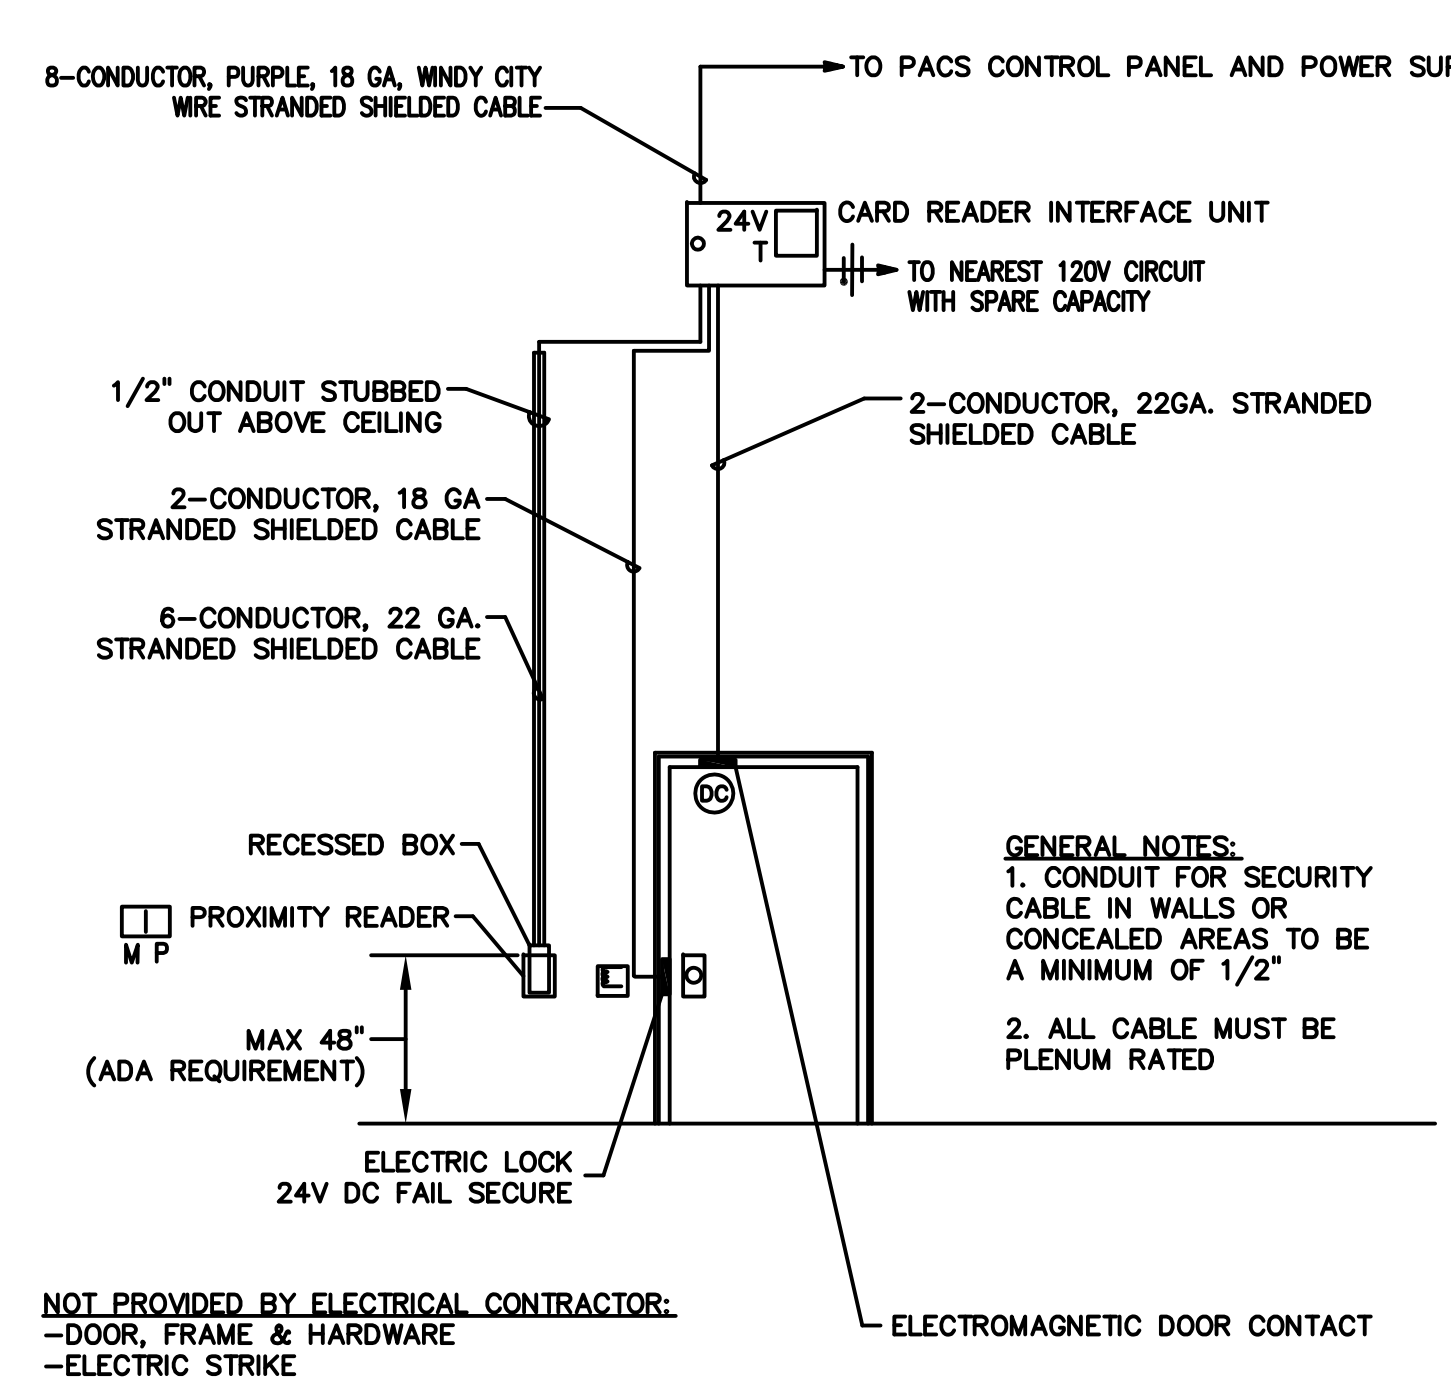 8-CONDUCTOR, PURPLE, 18 GA, WINDY CITY
WIRE STRANDED SHIELDED CABLE
TO PACS CONTROL PANEL AND POWER
24V
T
CARD READER INTERFACE UNIT
TO NEAREST 120V CIRCUIT
WITH SPARE CAPACITY
1/2" CONDUIT STUBBED
OUT ABOVE CEILING
2-CONDUCTOR, 22GA. STRANDED
SHIELDED CABLE
2-CONDUCTOR, 18 GA
STRANDED SHIELDED CABLE
6-CONDUCTOR, 22 GA.
STRANDED SHIELDED CABLE
DC
RECESSED BOX
PROXIMITY READER
M P
E
MAX 48"
(ADA REQUIREMENT)
GENERAL NOTES:
1. CONDUIT FOR SECURITY
CABLE IN WALLS OR
CONCEALED AREAS TO BE
A MINIMUM OF 1/2"
2. ALL CABLE MUST BE
PLENUM RATED
ELECTRIC LOCK
24V DC FAIL SECURE
NOT PROVIDED BY ELECTRICAL CONTRACTOR:
-DOOR, FRAME & HARDWARE
-ELECTRIC STRIKE
ELECTROMAGNETIC DOOR CONTACT